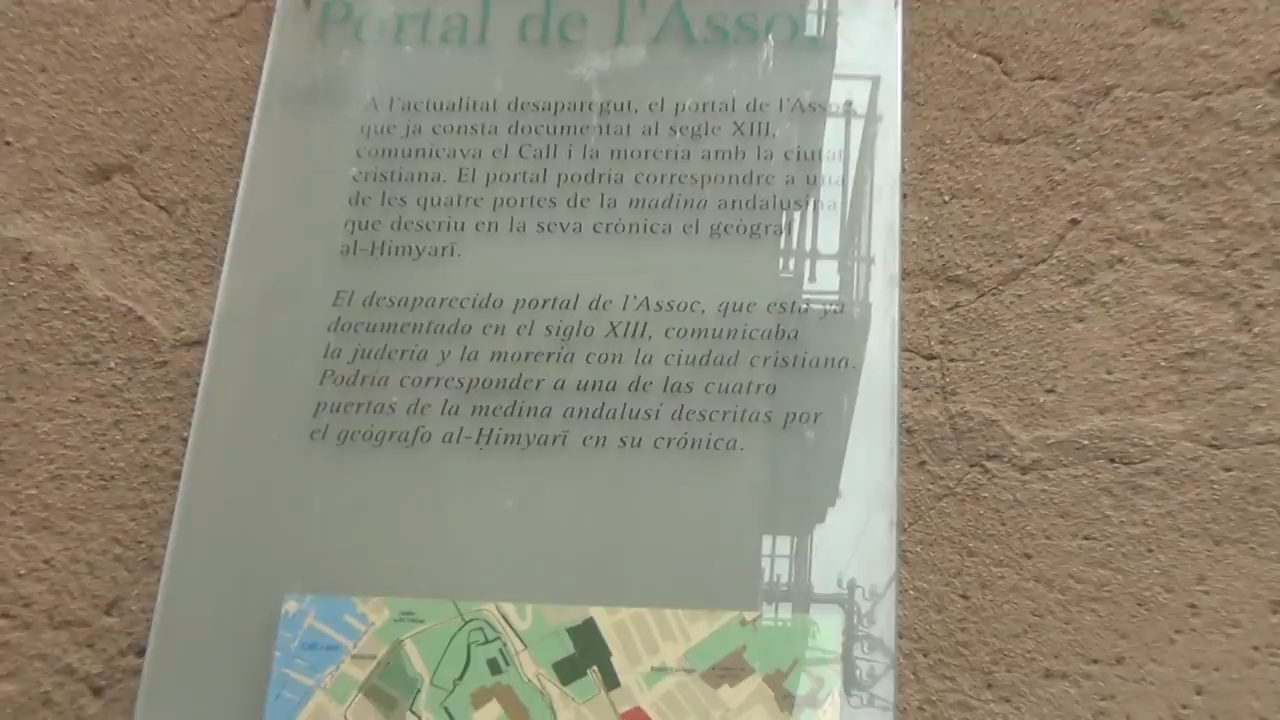 Portal de l'Assoc
A l'actualitat desaparegut, el portal de l'Assoc,
que ja consta documentat al segle XIII,
comunicava el Call i la moreria amb la ciutat
cristiana. El portal podria correspondre a una
de les quatre portes de la madina andalusina
que descriu en la seva crònica el geògraf
al-Ḥimyarī.
El desaparecido portal de l'Assoc, que está ya
documentado en el siglo XIII, comunicaba
la judería y la morería con la ciudad cristiana.
Podría corresponder a una de las cuatro
puertas de la medina andalusí descritas por
el geógrafo al-Ḥimyarī en su crónica.